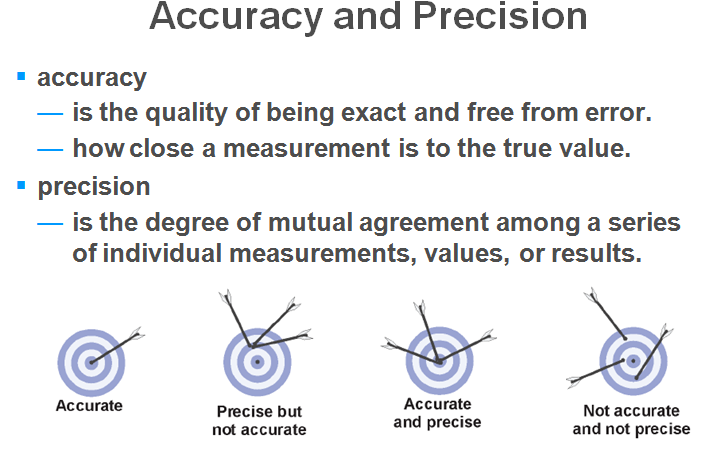 Accuracy and Precision
▪ accuracy
— is the quality of being exact and free from error.
— how close a measurement is to the true value.
▪ precision
— is the degree of mutual agreement among a series
of individual measurements, values, or results.
Accurate
Precise but
not accurate
Accurate
and precise
Not accurate
and not precise